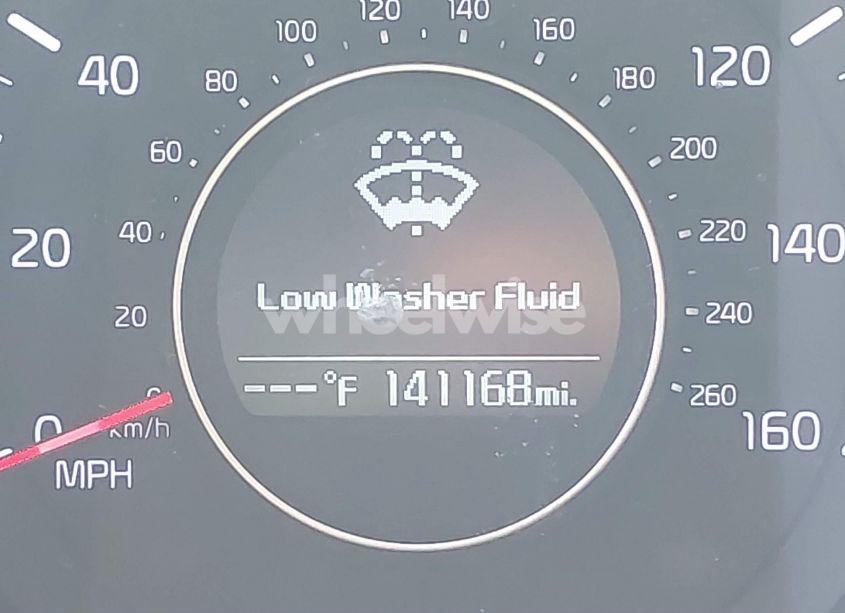 120 140
100 160
40 80 180 120
60 200
20 40 220 140
20 Low Washer Fluid 240
wheelwise
---°F 141168mi. 260
0 km/h 160
MPH